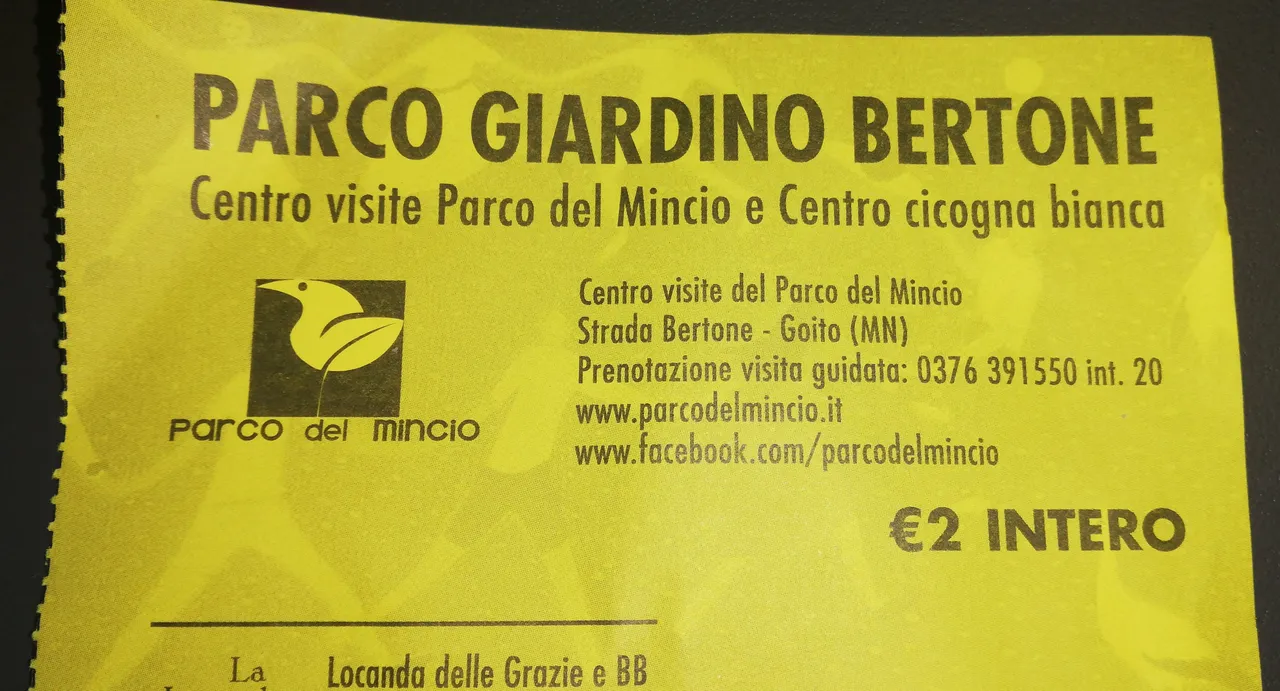 PARCO GIARDINO BERTONE
Centro visite Parco del Mincio e Centro cicogna bianca
Centro visite del Parco del Mincio
Strada Bertone - Goito (MN)
Prenotazione visita guidata: 0376 391550 int. 20
www.parcodelmincio.it
www.facebook.com/parcodelmincio
Parco del mincio
€2 INTERO
La
Locanda delle Grazie e BB